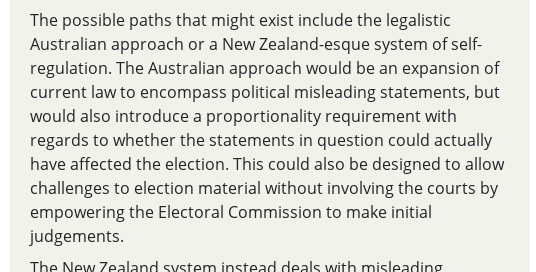 The possible paths that might exist include the legalistic
Australian approach or a New Zealand-esque system of self-
regulation. The Australian approach would be an expansion of
current law to encompass political misleading statements, but
would also introduce a proportionality requirement with
regards to whether the statements in question could actually
have affected the election. This could also be designed to allow
challenges to election material without involving the courts by
empowering the Electoral Commission to make initial
judgements.
The New Zealand system instead deals with misleading